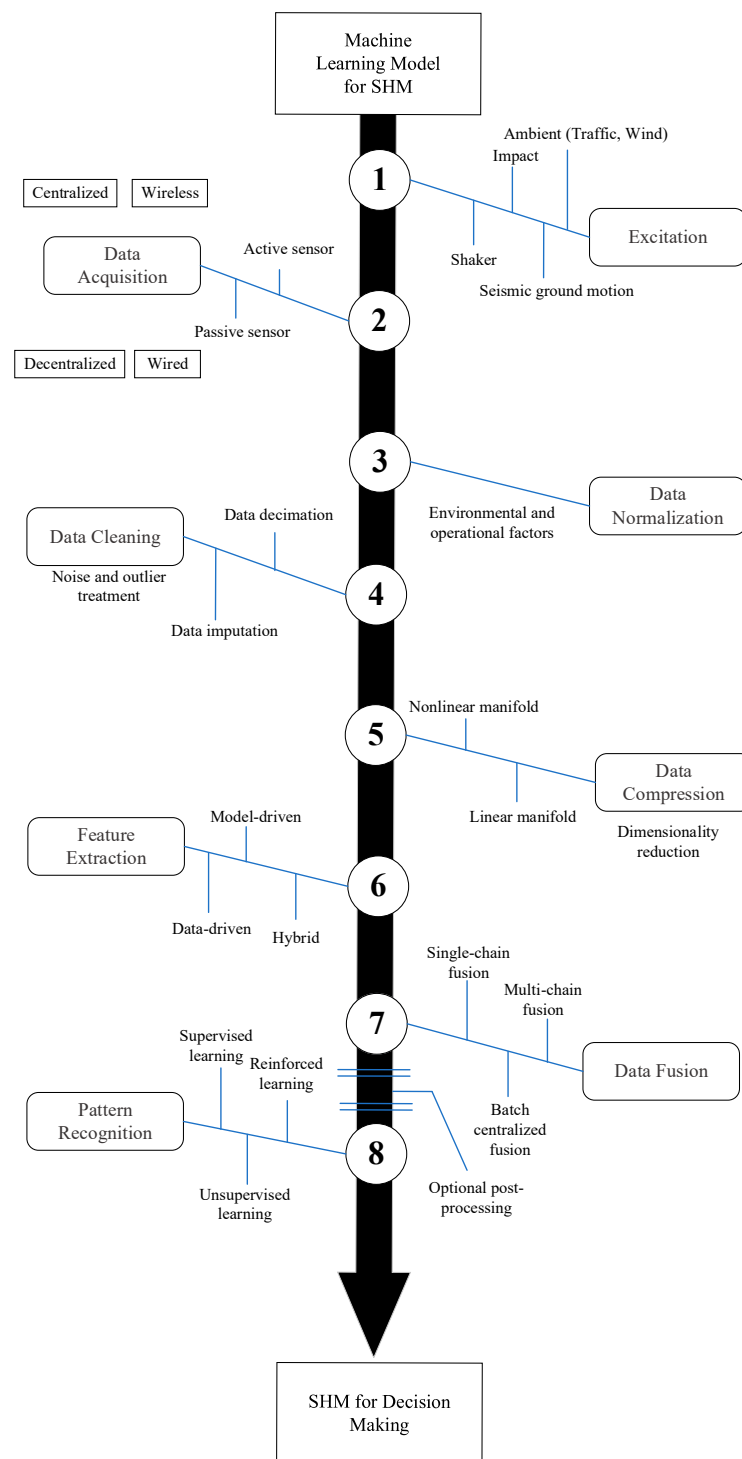 Machine
Learning Model
for SHM
1
Ambient (Traffic, Wind)
Impact
Shaker
Seismic ground motion
Excitation
Centralized
Wireless
Data
Acquisition
Active sensor
Passive sensor
2
Decentralized
Wired
3
Environmental and
operational factors
Data
Normalization
Data Cleaning
Noise and outlier
treatment
Data decimation
Data imputation
4
5
Nonlinear manifold
Linear manifold
Data
Compression
Dimensionality
reduction
Feature
Extraction
Model-driven
Data-driven
Hybrid
6
7
Single-chain
fusion
Multi-chain
fusion
Batch
centralized
fusion
Data Fusion
Optional post-
processing
Pattern
Recognition
Supervised
learning
Reinforced
learning
Unsupervised
learning
8
SHM for Decision
Making